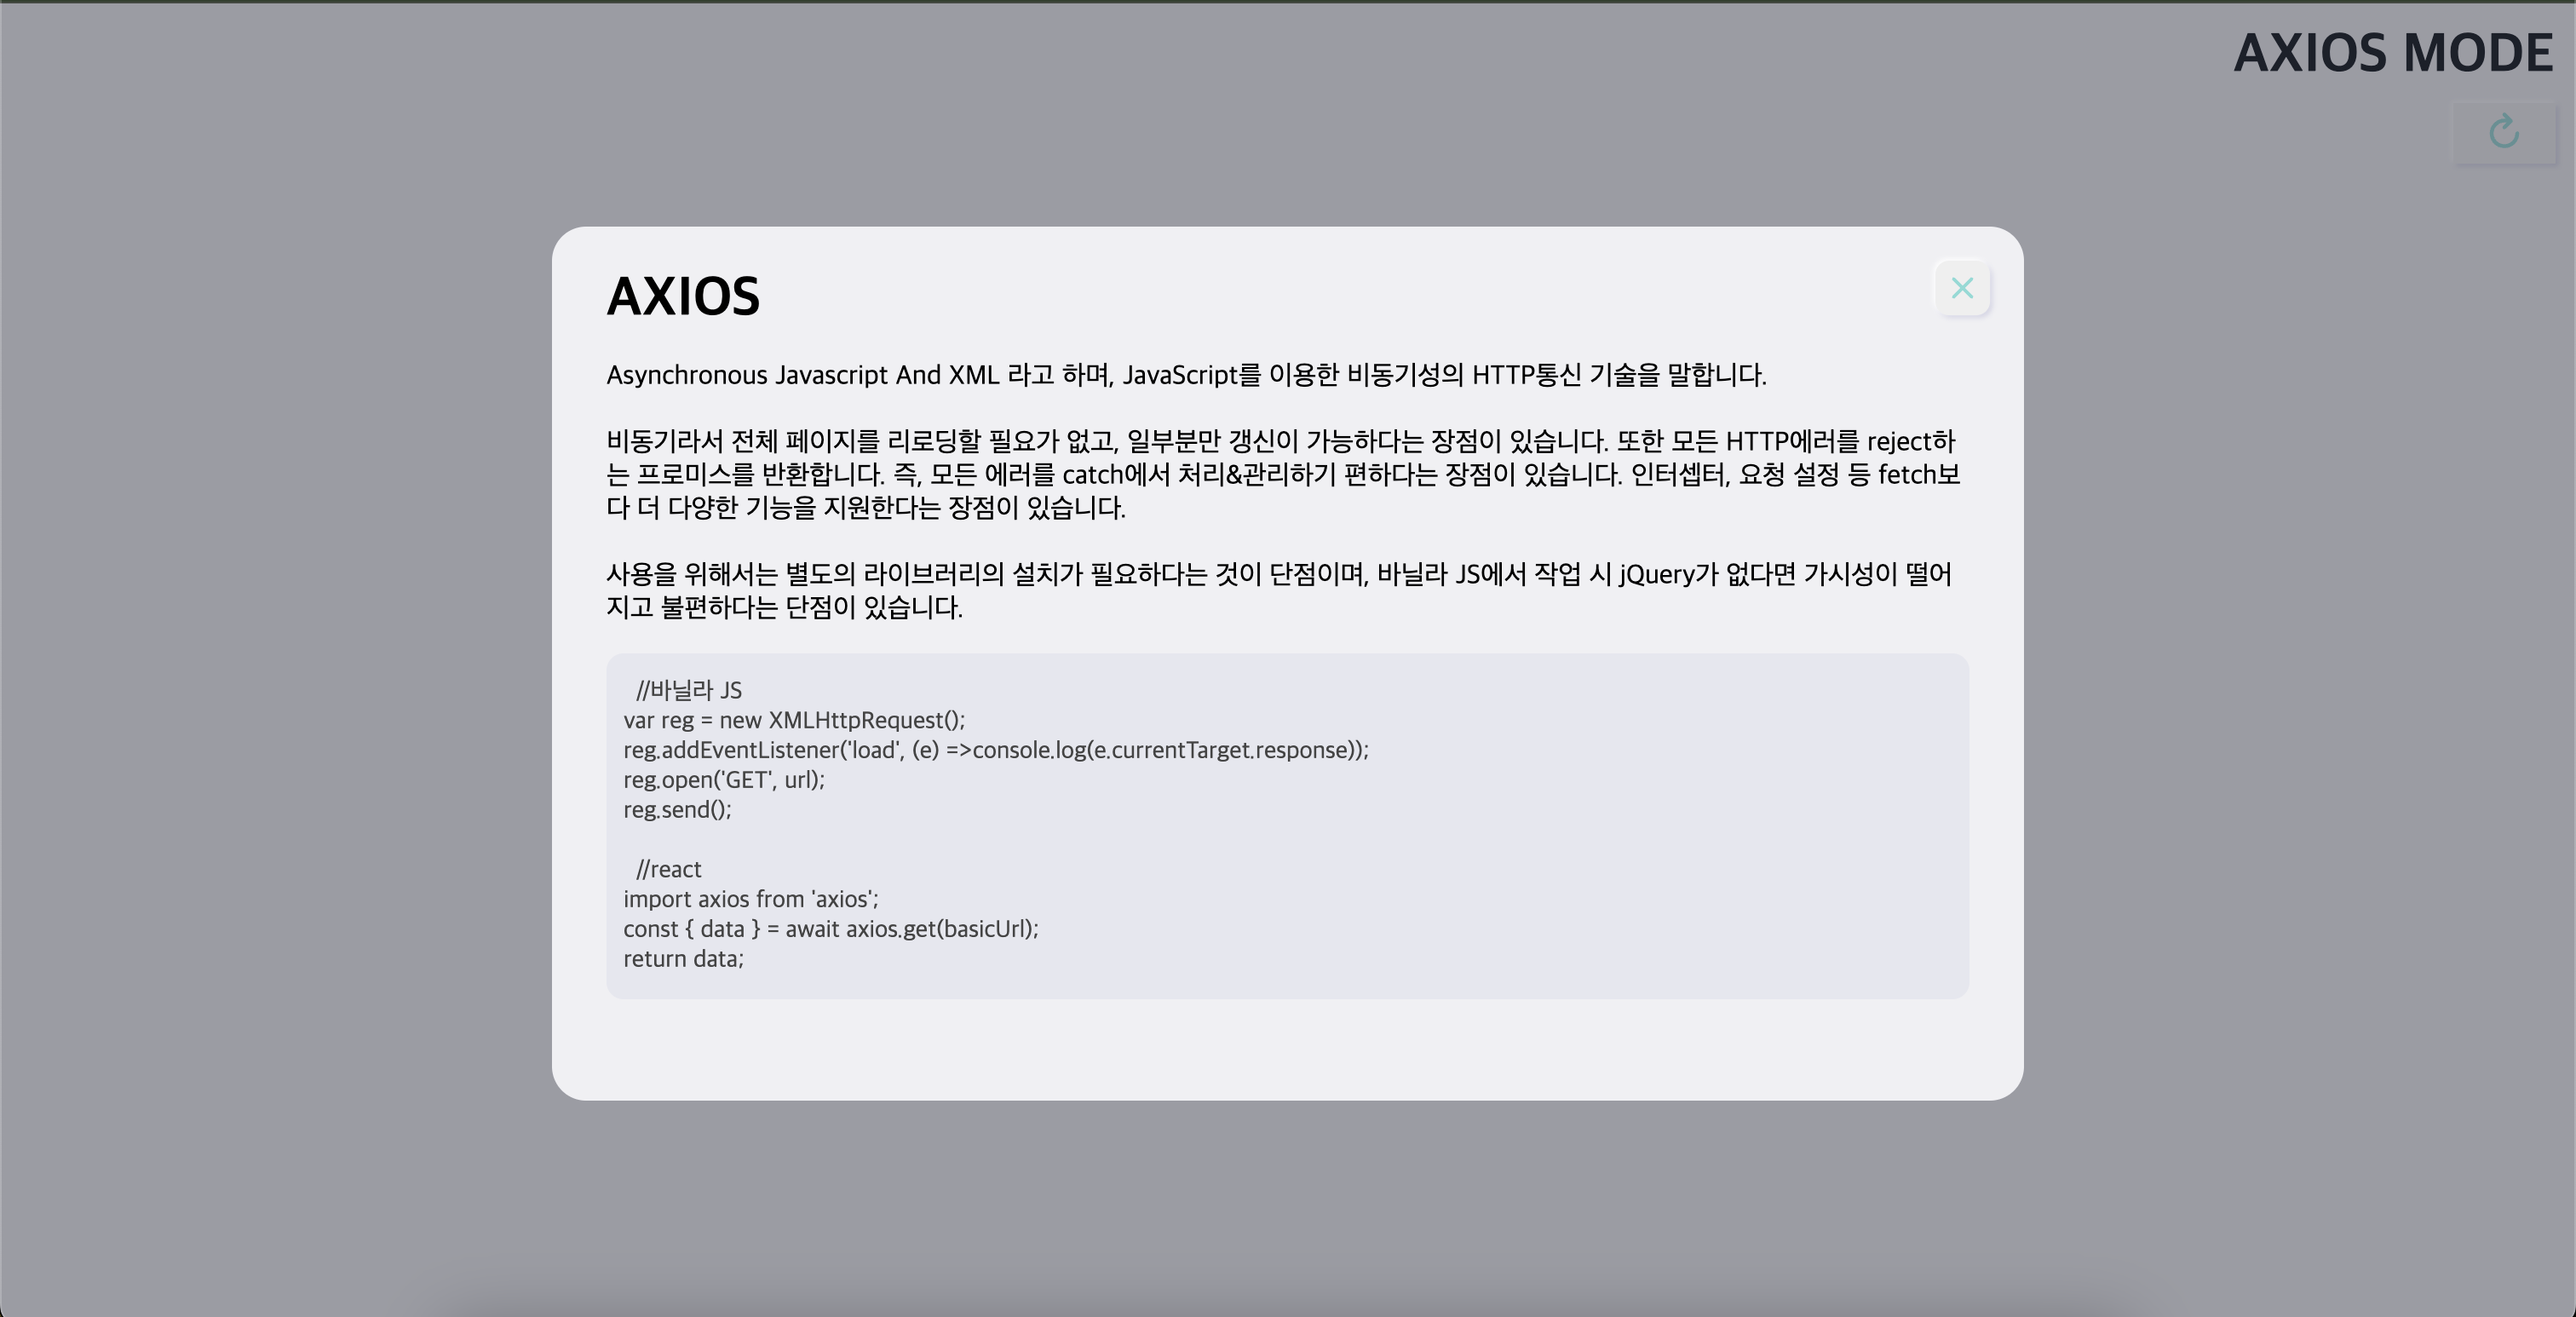 AXIOS MODE
AXIOS
Asynchronous Javascript And XML 라고 하며, JavaScript를 이용한 비동기성의 HTTP통신 기술을 말합니다.
비동기라서 전체 페이지를 리로딩할 필요가 없고, 일부분만 갱신이 가능하다는 장점이 있습니다. 또한 모든 HTTP에러를 reject하
는 프로미스를 반환합니다. 즉, 모든 에러를 catch에서 처리&관리하기 편하다는 장점이 있습니다. 인터셉터, 요청 설정 등 fetch보
다 더 다양한 기능을 지원한다는 장점이 있습니다.
사용을 위해서는 별도의 라이브러리의 설치가 필요하다는 것이 단점이며, 바닐라 JS에서 작업 시 jQuery가 없다면 가시성이 떨어
지고 불편하다는 단점이 있습니다.
//바닐라 JS
var reg = new XMLHttpRequest();
reg.addEventListener('load', (e) =>console.log(e.currentTarget.response));
reg.open('GET', url);
reg.send();
//react
import axios from 'axios';
const { data } = await axios.get(basicUrl);
return data;